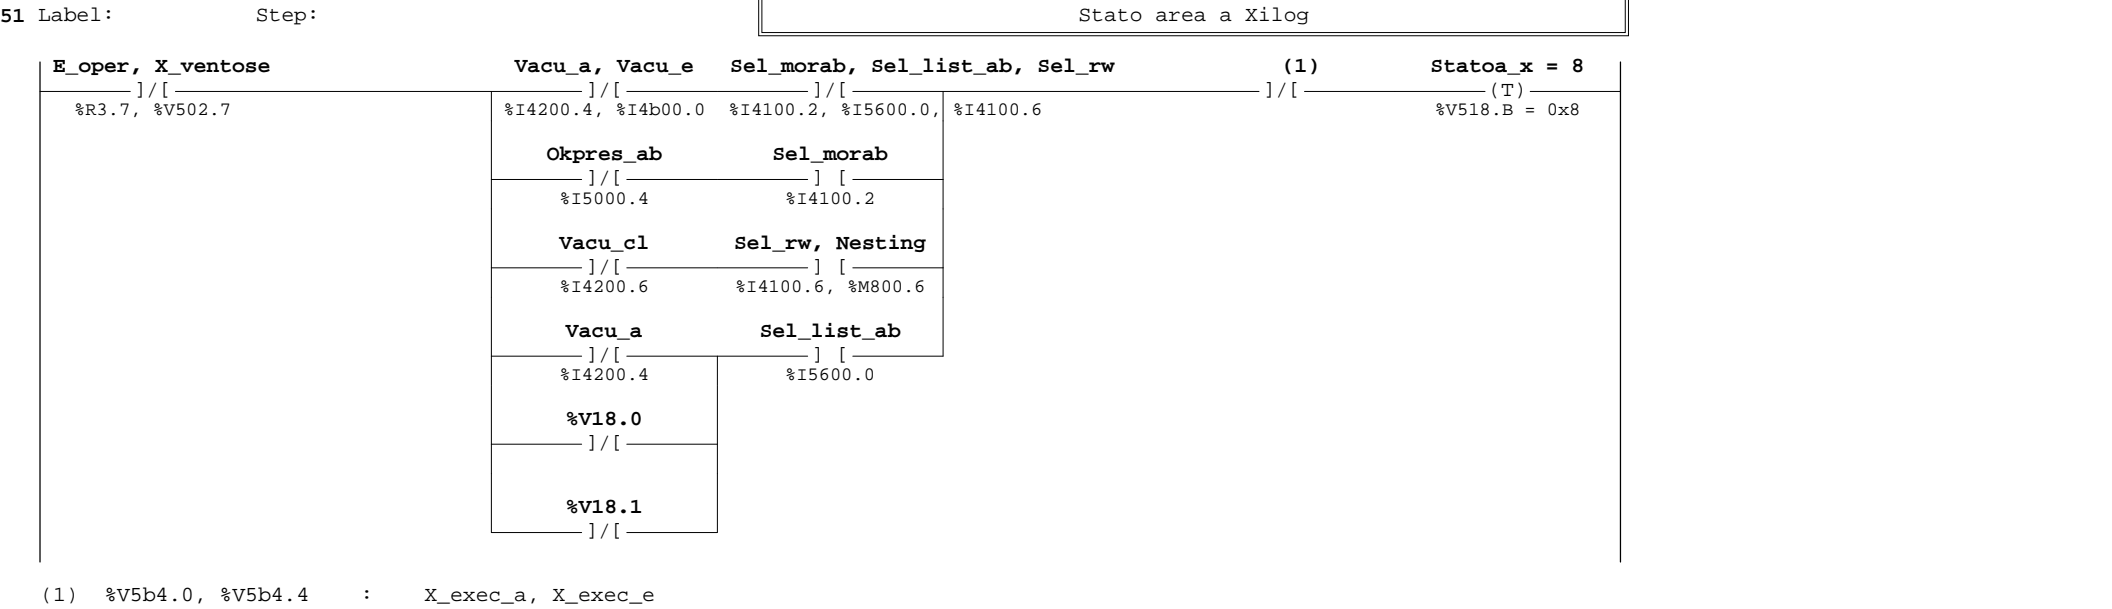 51 Label: Step: Stato area a Xilog
E_oper, X_ventose Vacu_a, Vacu_e Sel_morab, Sel_list_ab, Sel_rw (1) Statoa_x = 8
]/[ ]/[ ]/[ ]/[ (T)
%R3.7, %V502.7 %I4200.4, %I4b00.0 %I4100.2, %I5600.0, %I4100.6 %V518.B = 0x8
Okpres_ab Sel_morab
]/[ ] [
%I5000.4 %I4100.2
Vacu_cl Sel_rw, Nesting
]/[ ] [
%I4200.6 %I4100.6, %M800.6
Vacu_a Sel_list_ab
]/[ ] [
%I4200.4 %I5600.0
%V18.0
]/[
%V18.1
]/[
(1) %V5b4.0, %V5b4.4 : X_exec_a, X_exec_e